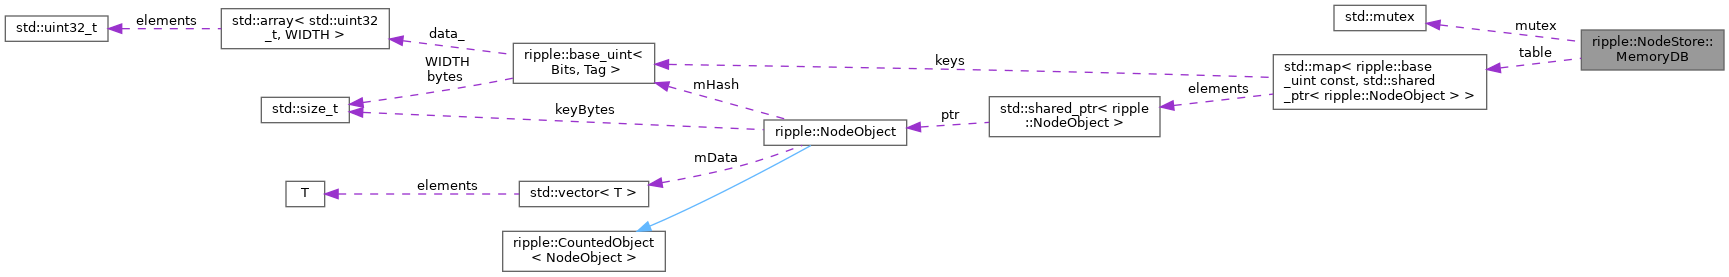 std::uint32_t
elements
std::array< std::uint32
_t, WIDTH >
data_
WIDTH
bytes
std::size_t
ripple::base_uint<
Bits, Tag >
mHash
keyBytes
keys
ripple::NodeObject
ptr
std::shared_ptr< ripple
::NodeObject >
elements
std::map< ripple::base
_uint const, std::shared
_ptr< ripple::NodeObject > >
std::mutex
mutex
table
ripple::NodeStore::
MemoryDB
mData
T
elements
std::vector< T >
ripple::CountedObject
< NodeObject >